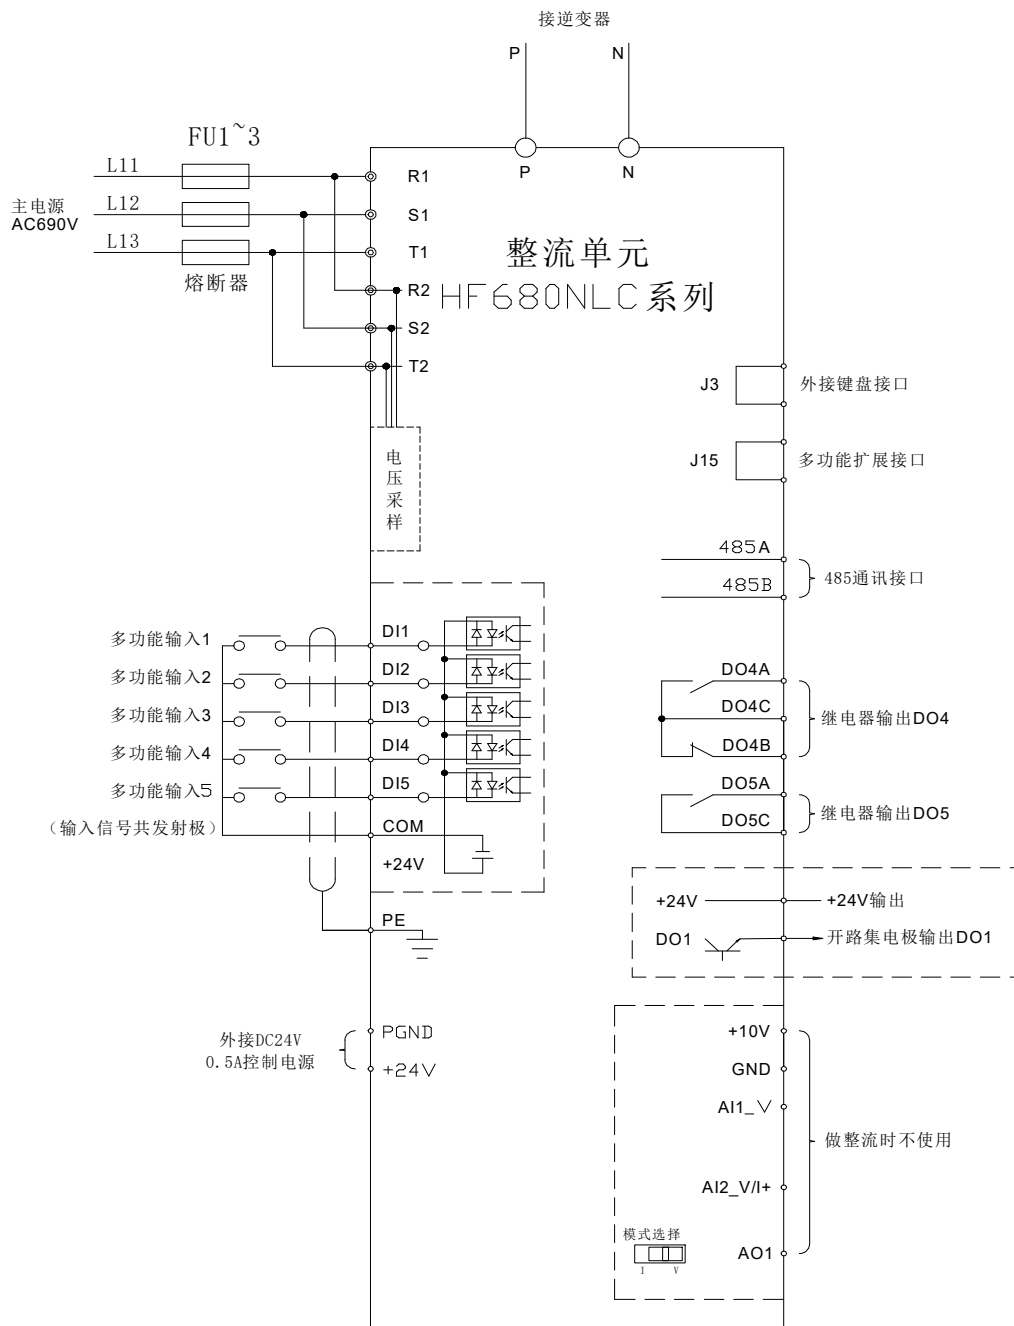 接逆变器
P
N
P
N
FU1~3
L11
L12
L13
主电源
AC690V
熔断器
R1
S1
T1
R2
S2
T2
整流单元
HF680NLC系列
电压采样
J3
外接键盘接口
J15
多功能扩展接口
485A
485B
485通讯接口
多功能输入1
多功能输入2
多功能输入3
多功能输入4
多功能输入5
（输入信号共发射极）
DI1
DI2
DI3
DI4
DI5
COM
+24V
PE
DO4A
DO4C
DO4B
继电器输出DO4
DO5A
DO5C
继电器输出DO5
+24V
+24V输出
DO1
开路集电极输出DO1
外接DC24V
0.5A控制电源
PGND
+24V
+10V
GND
AI1_V
AI2_V/I+
AO1
做整流时不使用
模式选择
I
V